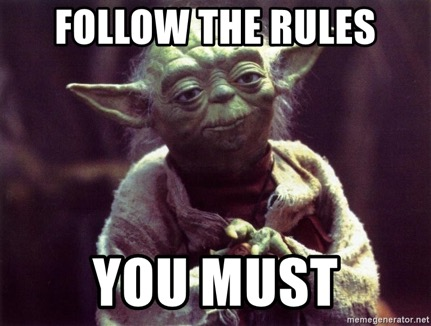 FOLLOW THE RULES
YOU MUST
memegenerator.net